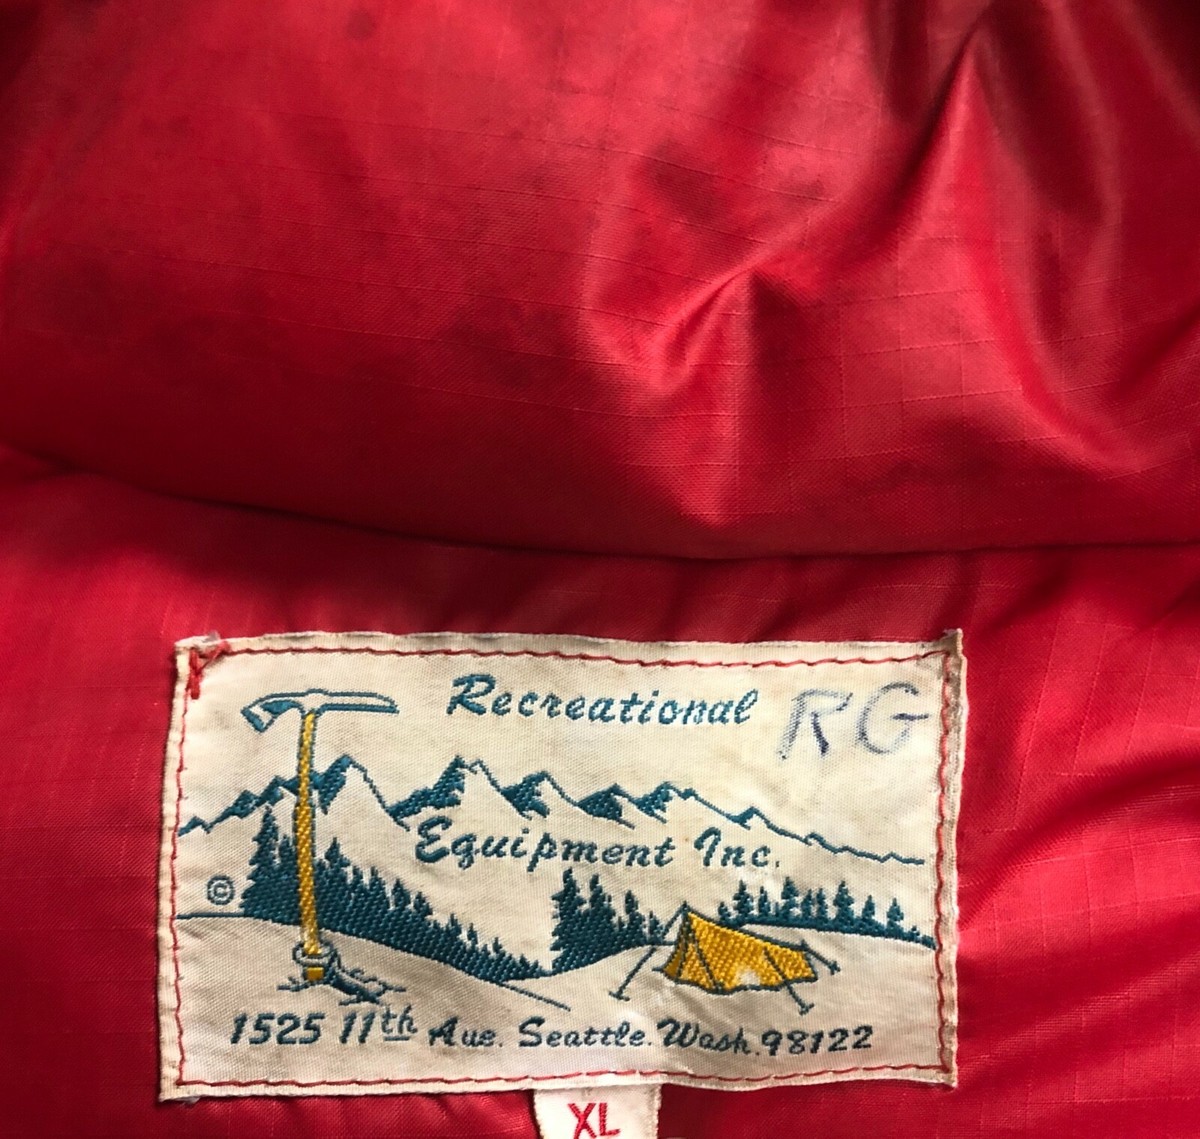 Recreational RG
Equipment Inc.
©
1525 11th Ave. Seattle. Wash. 98122
XL